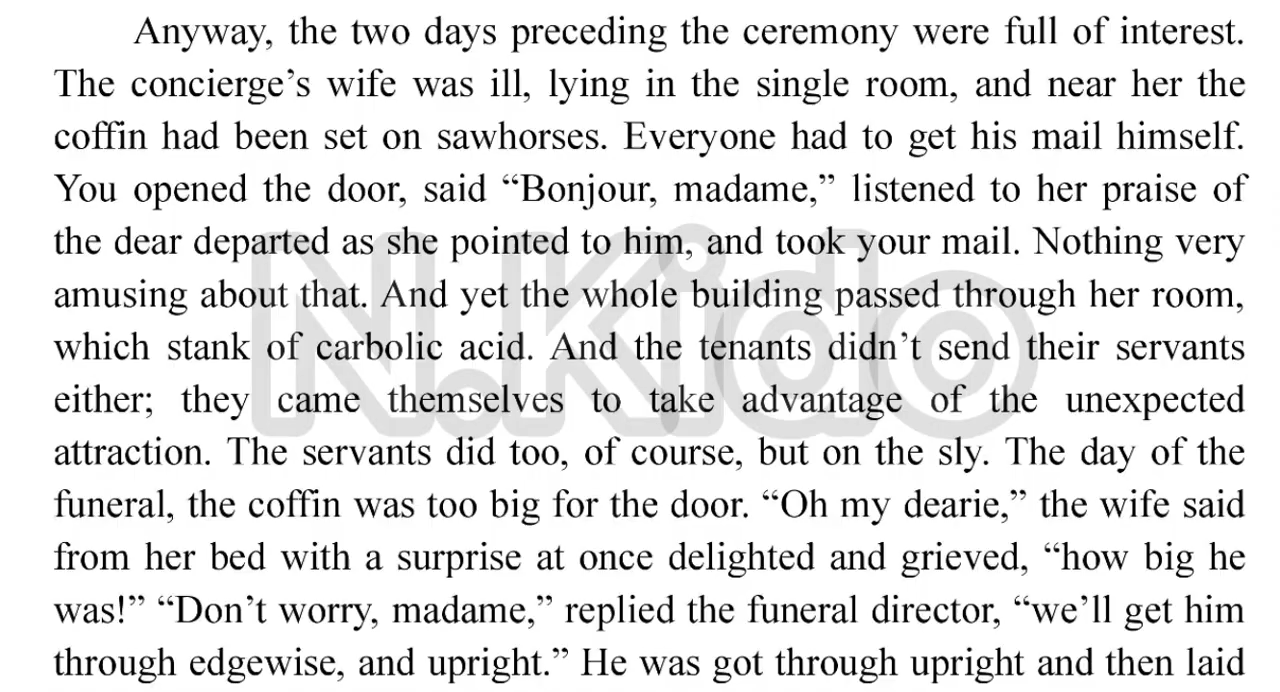 Anyway, the two days preceding the ceremony were full of interest.
The concierge’s wife was ill, lying in the single room, and near her the
coffin had been set on sawhorses. Everyone had to get his mail himself.
You opened the door, said “Bonjour, madame,” listened to her praise of
the dear departed as she pointed to him, and took your mail. Nothing very
amusing about that. And yet the whole building passed through her room,
which stank of carbolic acid. And the tenants didn’t send their servants
either; they came themselves to take advantage of the unexpected
attraction. The servants did too, of course, but on the sly. The day of the
funeral, the coffin was too big for the door. “Oh my dearie,” the wife said
from her bed with a surprise at once delighted and grieved, “how big he
was!” “Don’t worry, madame,” replied the funeral director, “we’ll get him
through edgewise, and upright.” He was got through upright and then laid
N.Kido